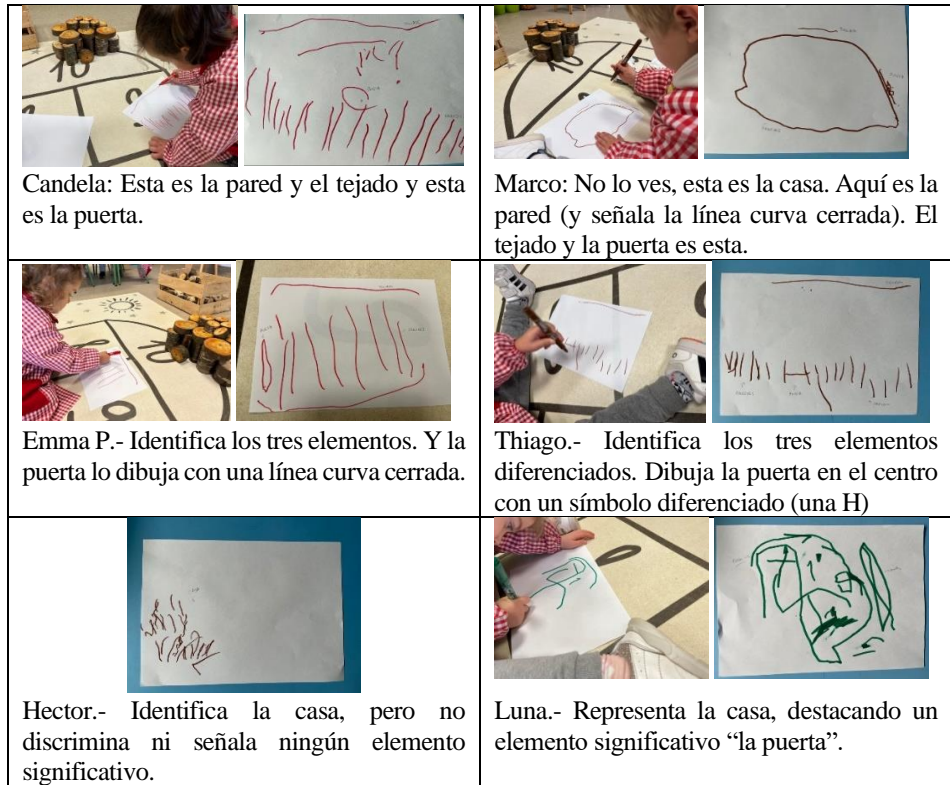 Candela: Esta es la pared y el tejado y esta
es la puerta.
Marco: No lo ves, esta es la casa. Aquí es la
pared (y señala la línea curva cerrada). El
tejado y la puerta es esta.
Emma P.- Identifica los tres elementos. Y la
puerta lo dibuja con una línea curva cerrada.
Thiago.- Identifica los tres elementos
diferenciados. Dibuja la puerta en el centro
con un símbolo diferenciado (una H)
Hector.- Identifica la casa, pero no
discrimina ni señala ningún elemento
significativo.
Luna.- Representa la casa, destacando un
elemento significativo “la puerta”.